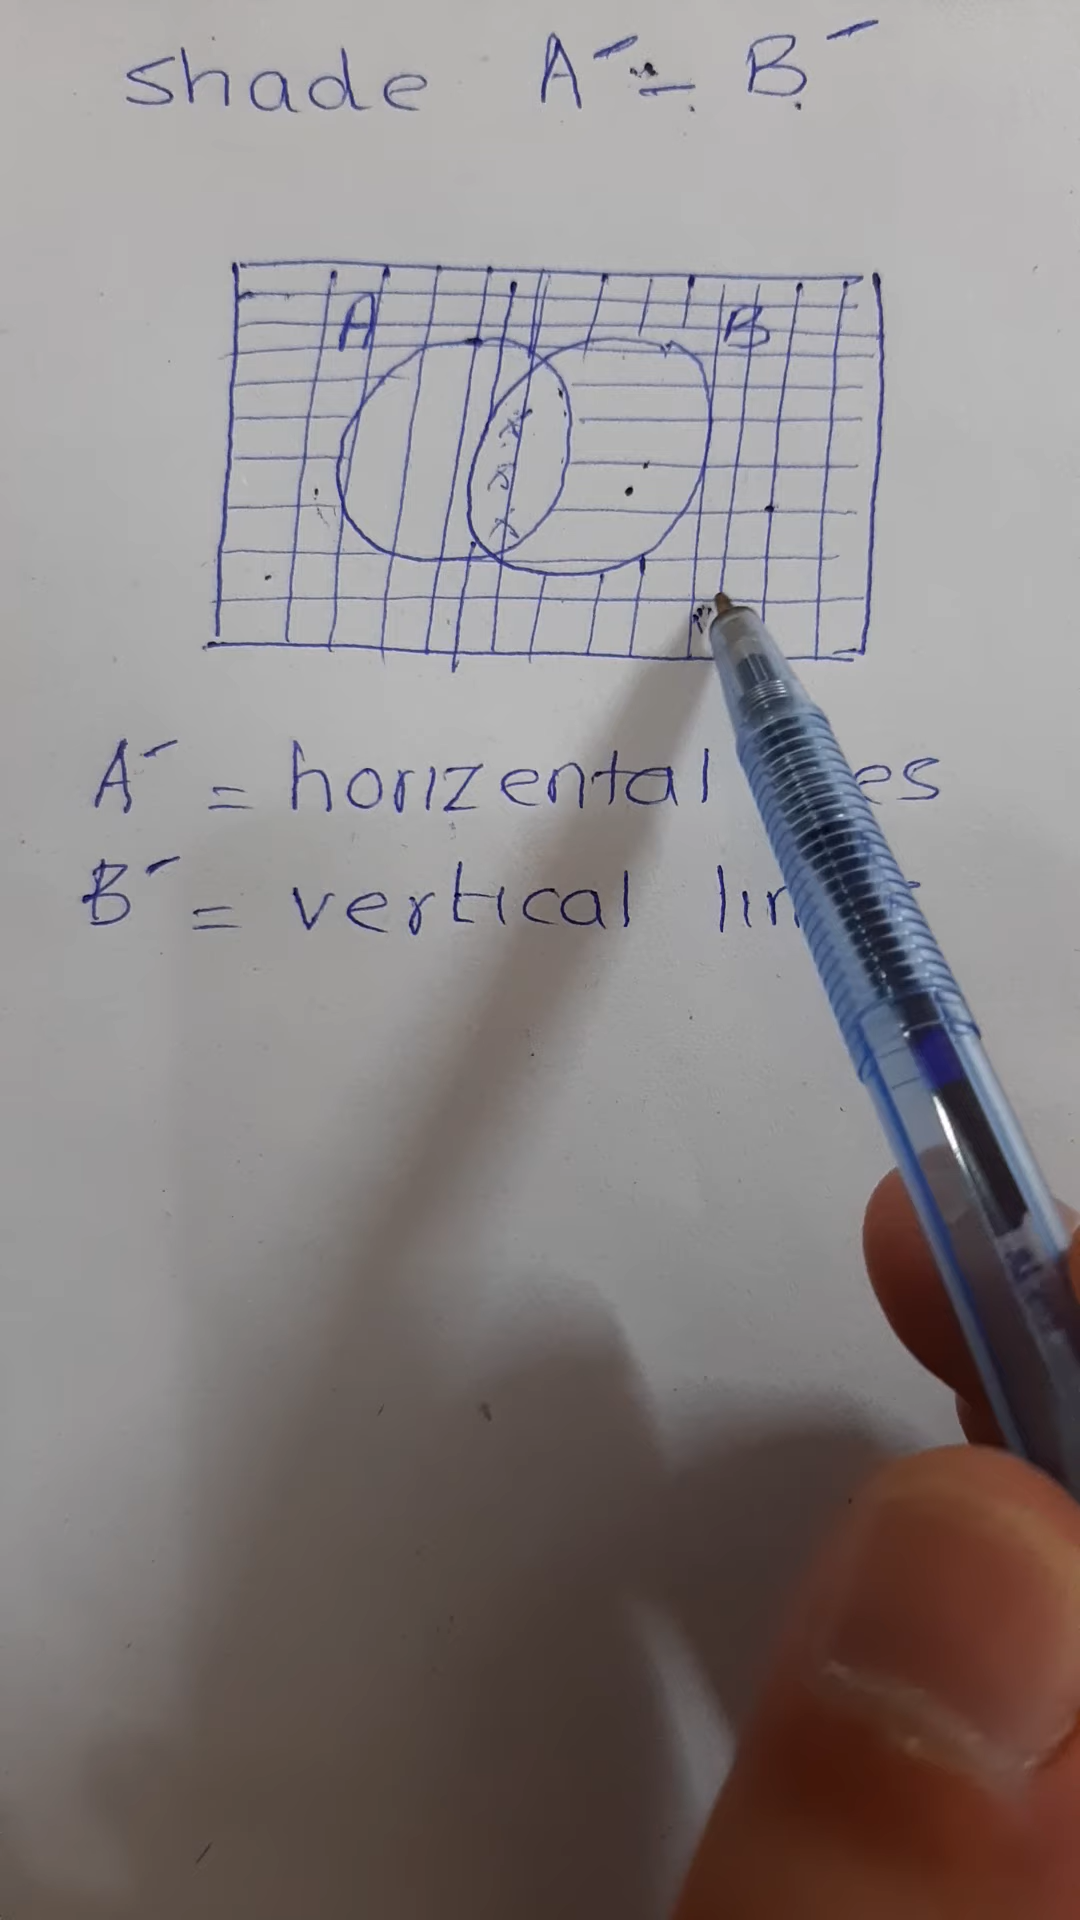 shade A⁻ - B⁻
A
B
A⁻ = horizental
B⁻ = vertical